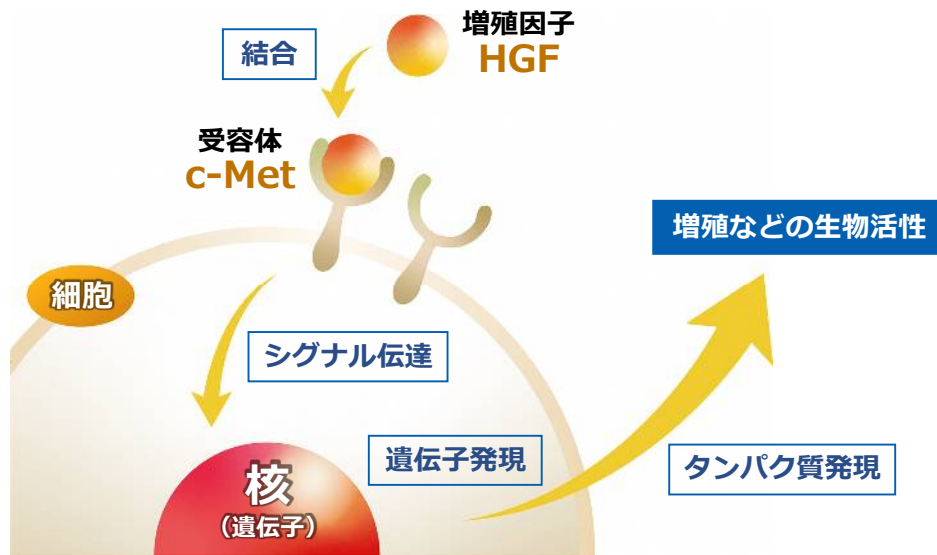 増殖因子
HGF
結合
受容体
c-Met
増殖などの生物活性
細胞
シグナル伝達
遺伝子発現
タンパク質発現
核
(遺伝子)